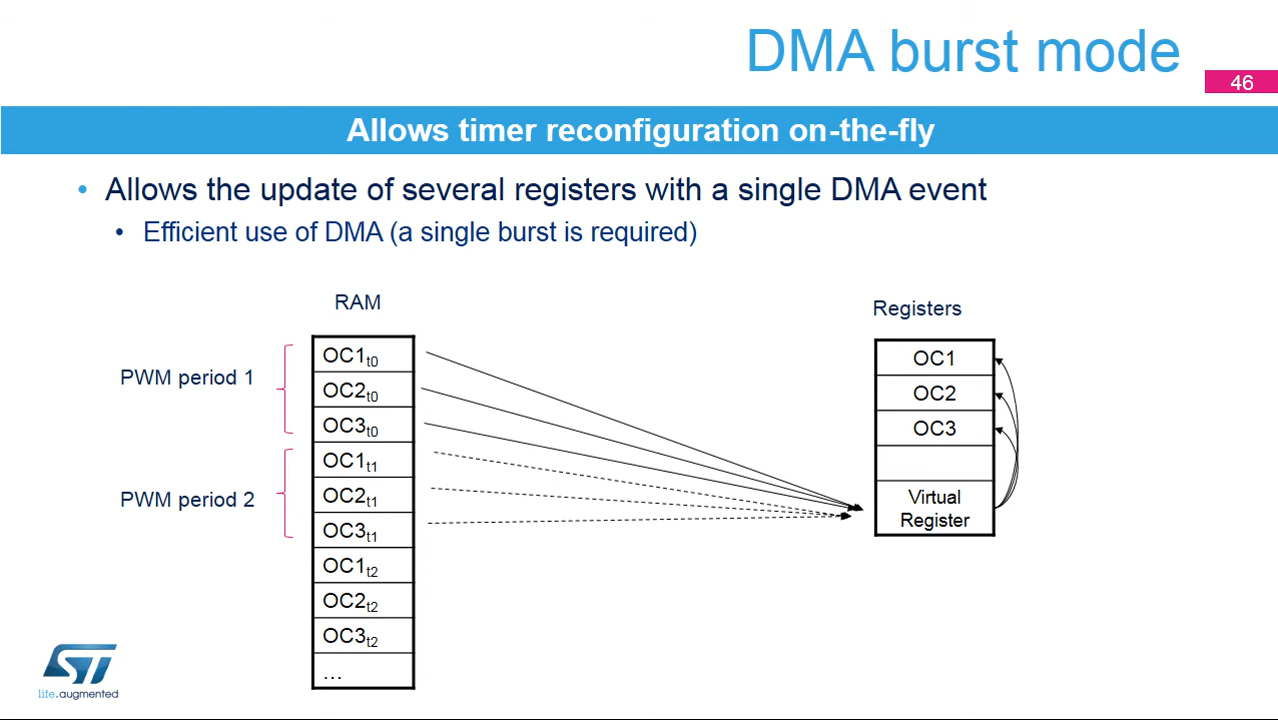 DMA burst mode
46
Allows timer reconfiguration on-the-fly
• Allows the update of several registers with a single DMA event
• Efficient use of DMA (a single burst is required)
RAM
Registers
PWM period 1
PWM period 2
OC1t0
OC2t0
OC3t0
OC1t1
OC2t1
OC3t1
OC1t2
OC2t2
OC3t2
...
OC1
OC2
OC3
Virtual
Register
ST
life.augmented